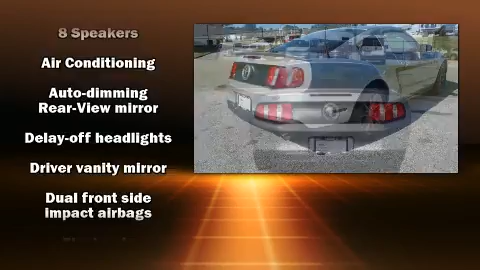 8 Speakers
Air Conditioning
Auto-dimming
Rear-View mirror
Delay-off headlights
Driver vanity mirror
Dual front side
impact airbags